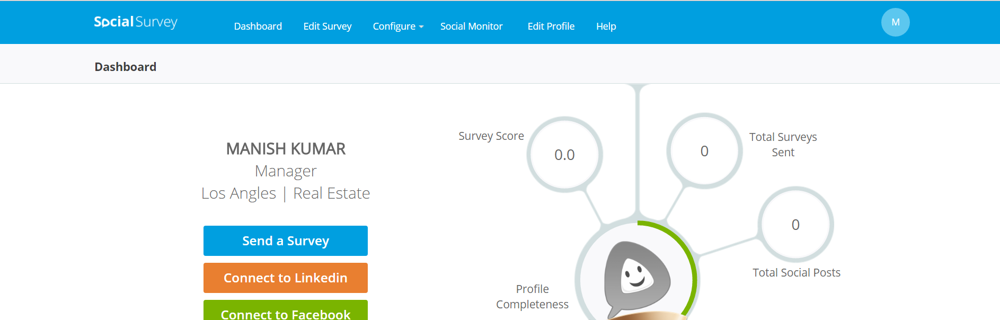 SocialSurvey
Dashboard
Edit Survey
Configure
Social Monitor
Edit Profile
Help
M
Dashboard
MANISH KUMAR
Manager
Los Angles | Real Estate
Send a Survey
Connect to Linkedin
Connect to Facebook
Survey Score
0.0
0
Total Surveys
Sent
0
Total Social Posts
Profile
Completeness